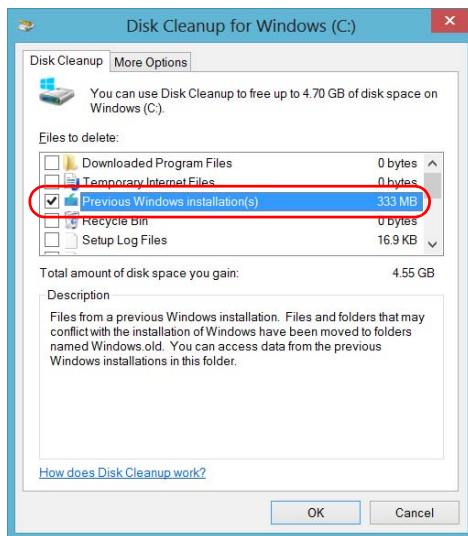 Disk Cleanup for Windows (C:)
Disk Cleanup
More Options
You can use Disk Cleanup to free up to 4.70 GB of disk space on
Windows (C:).
Files to delete:
Downloaded Program Files 0 bytes
Temporary Internet Files 0 bytes
Previous Windows installation(s) 333 MB
Recycle Bin 0 bytes
Setup Log Files 16.9 KB
Total amount of disk space you gain: 4.55 GB
Description
Files from a previous Windows installation. Files and folders that may
conflict with the installation of Windows have been moved to folders
named Windows.old. You can access data from the previous
Windows installations in this folder.
How does Disk Cleanup work?
OK
Cancel